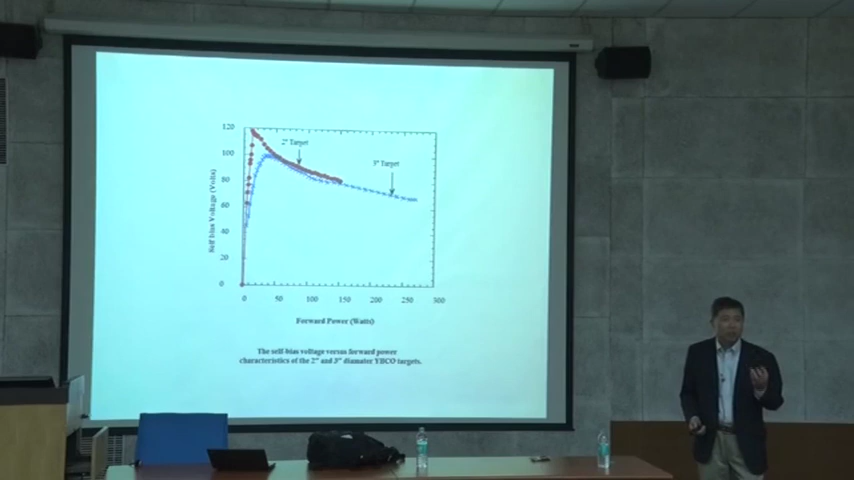 120
100
80
60
40
20
0
Self-bias Voltage (Volts)
2" Target
3" Target
0 50 100 150 200 250 300
Forward Power (Watts)
The self-bias voltage versus forward power
characteristics of the 2" and 3" diamater YBCO targets.